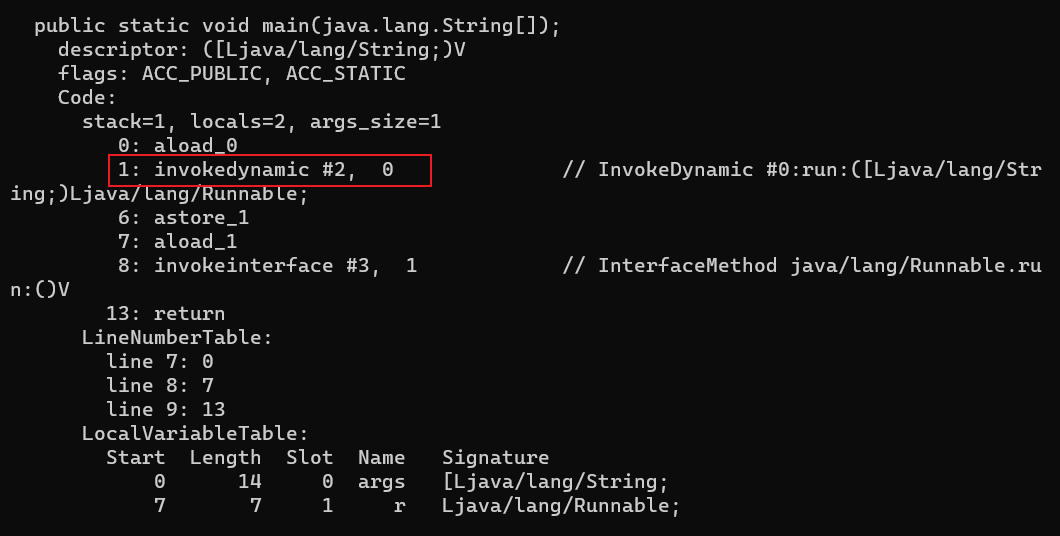 public static void main(java.lang.String[]);
descriptor: ([Ljava/lang/String;)V
flags: ACC_PUBLIC, ACC_STATIC
Code:
stack=1, locals=2, args_size=1
0: aload_0
1: invokedynamic #2,  0              // InvokeDynamic #0:run:([Ljava/lang/Str
ing;)Ljava/lang/Runnable;
6: astore_1
7: aload_1
8: invokeinterface #3,  1            // InterfaceMethod java/lang/Runnable.ru
n:()V
13: return
LineNumberTable:
line 7: 0
line 8: 7
line 9: 13
LocalVariableTable:
Start  Length  Slot  Name   Signature
0      14     0  args   [Ljava/lang/String;
7       7     1     r   Ljava/lang/Runnable;